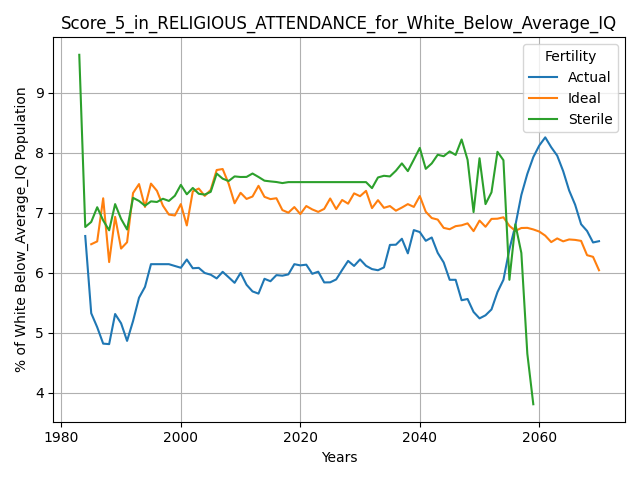 Score_5_in_RELIGIOUS_ATTENDANCE_for_White_Below_Average_IQ
Fertility
Actual
Ideal
Sterile
% of White Below_Average_IQ Population
9
8
7
6
5
4
1980 2000 2020 2040 2060
Years